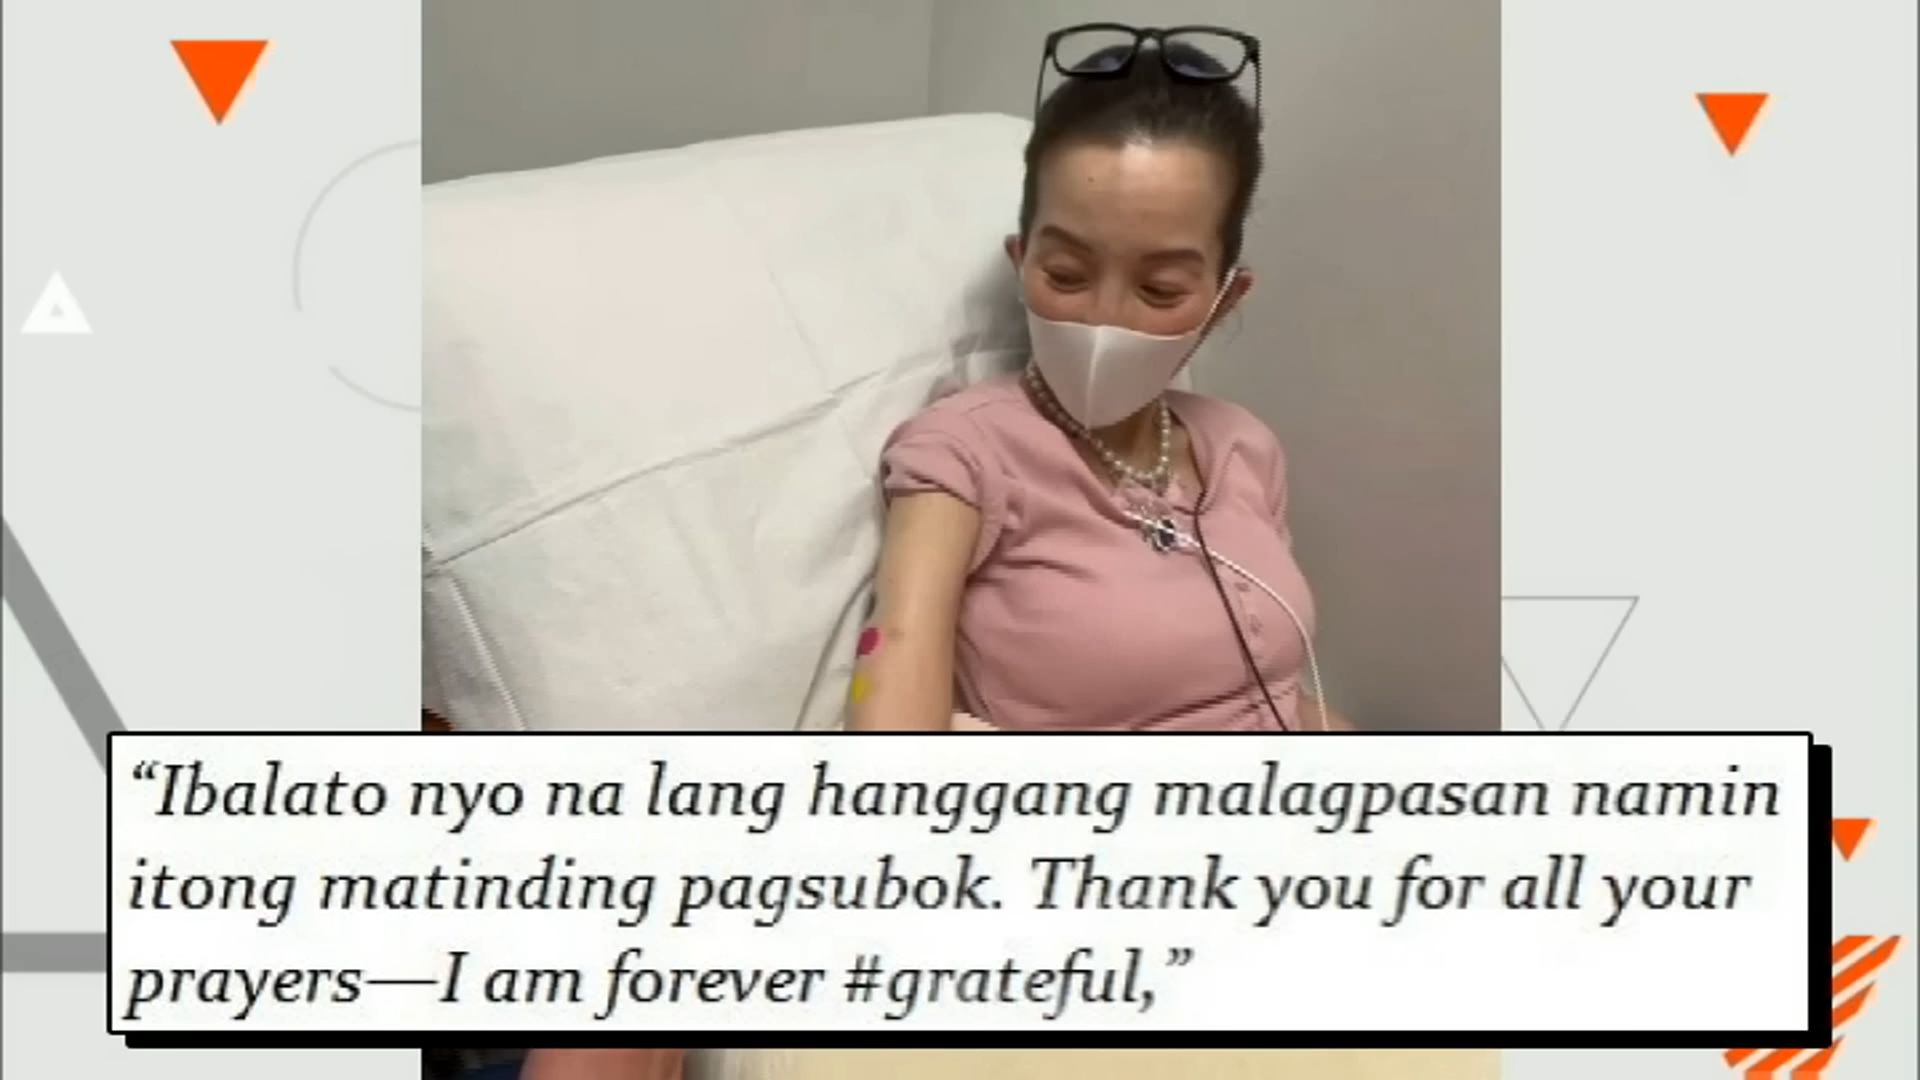 “Ibalato nyo na lang hanggang malagpasan namin
itong matinding pagsubok. Thank you for all your
prayers—I am forever #grateful,”